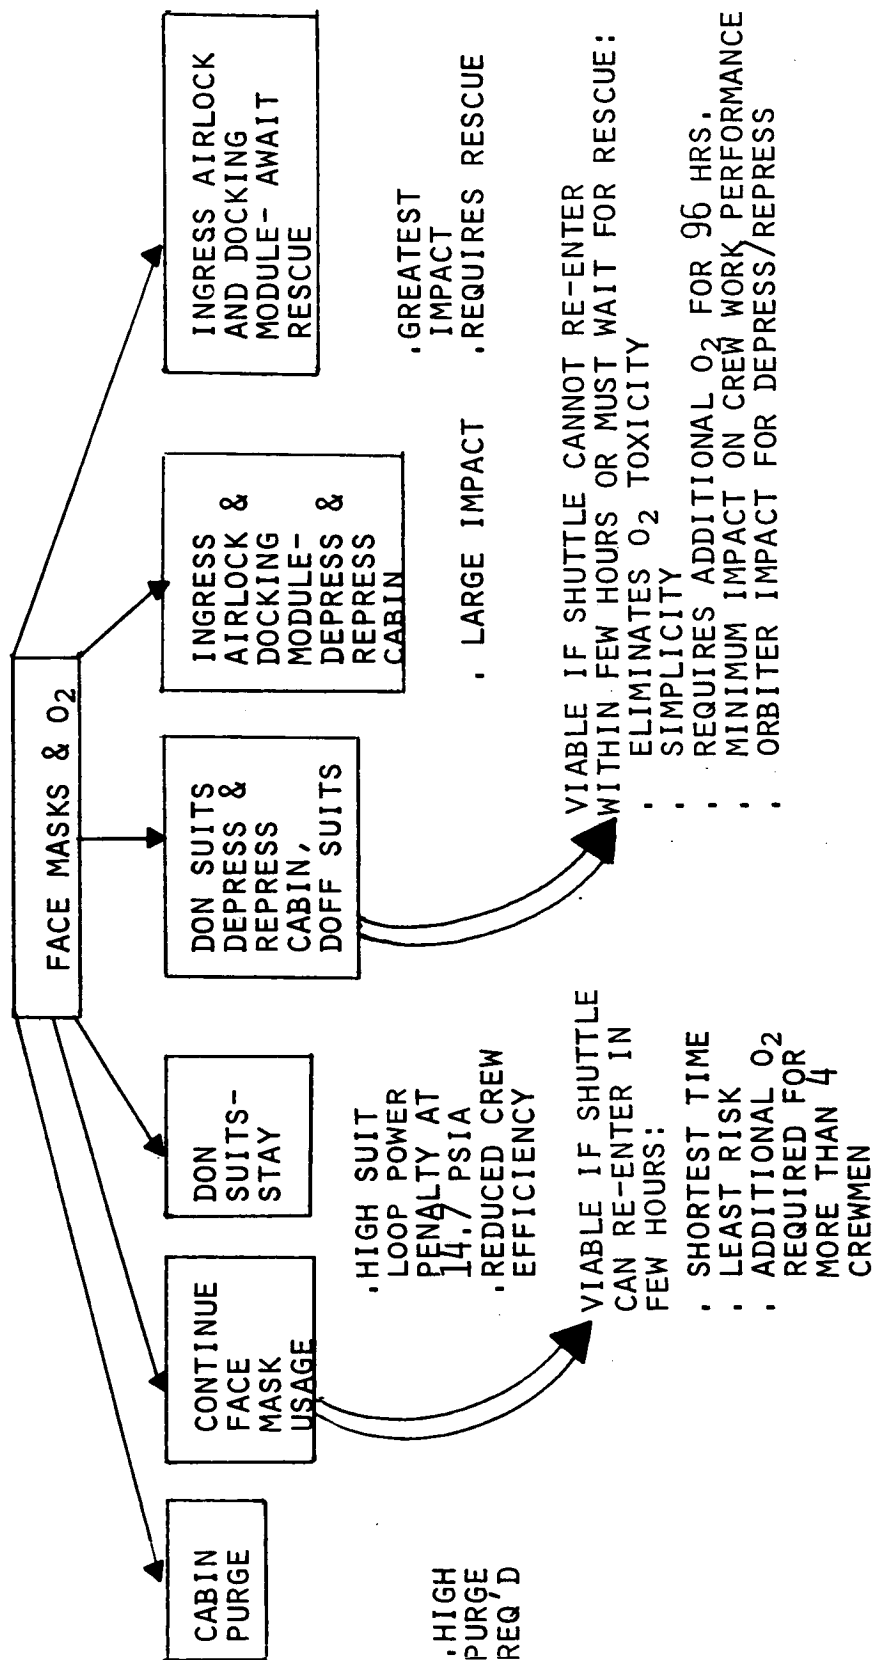 FACE MASKS & O2
CABIN
PURGE
.HIGH
PURGE
REQ'D
CONTINUE
FACE
MASK
USAGE
VIABLE IF SHUTTLE
CAN RE-ENTER IN
FEW HOURS:
. SHORTEST TIME
. LEAST RISK
. ADDITIONAL O2
REQUIRED FOR
MORE THAN 4
CREWMEN
DON
SUITS-
STAY
.HIGH SUIT
LOOP POWER
PENALTY AT
14.7 PSIA
.REDUCED CREW
EFFICIENCY
DON SUITS
DEPRESS &
REPRESS
CABIN,
DOFF SUITS
VIABLE IF SHUTTLE CANNOT RE-ENTER
WITHIN FEW HOURS OR MUST WAIT FOR RESCUE:
. ELIMINATES O2 TOXICITY
. SIMPLICITY
. REQUIRES ADDITIONAL O2 FOR 96 HRS.
. MINIMUM IMPACT ON CREW WORK PERFORMANCE
. ORBITER IMPACT FOR DEPRESS/REPRESS
INGRESS
AIRLOCK &
DOCKING
MODULE-
DEPRESS &
REPRESS
CABIN
. LARGE IMPACT
INGRESS AIRLOCK
AND DOCKING
MODULE- AWAIT
RESCUE
.GREATEST
IMPACT
.REQUIRES RESCUE